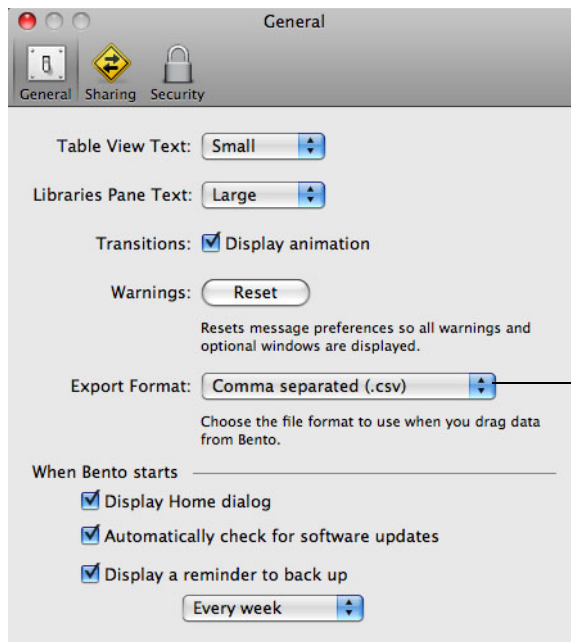 General
General Sharing Security
Table View Text: Small
Libraries Pane Text: Large
Transitions: Display animation
Warnings: Reset
Resets message preferences so all warnings and
optional windows are displayed.
Export Format: Comma separated (.csv)
Choose the file format to use when you drag data
from Bento.
When Bento starts
Display Home dialog
Automatically check for software updates
Display a reminder to back up
Every week